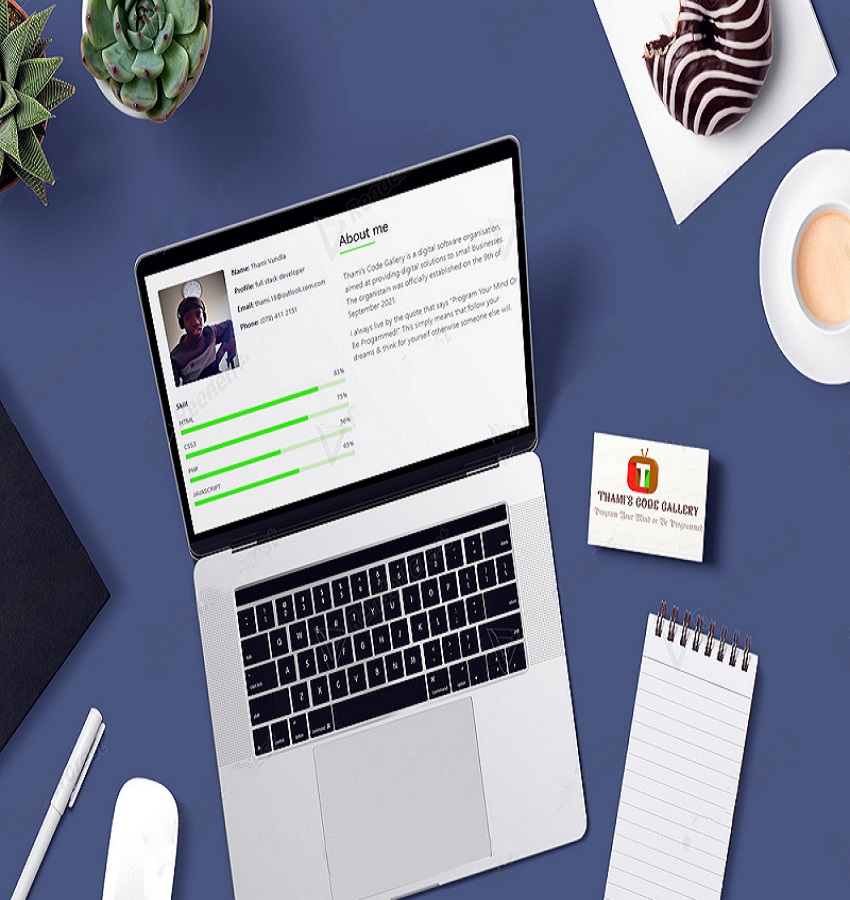 Name: Thami Vundla
Profile: full stack developer
Email: thami.18@outlook.com.com
Phone: (079) 411 2151
About me
Thami's Code Gallery is a digital software organisation,
aimed at providing digital solutions to small businesses.
The organistain was officially established on the 9th of
September 2021.
I always live by the quote that says "Program Your Mind Or
Be Progammed!" This simply means that follow your
dreams & think for yourself otherwise someone else will.
Skill
HTML
CSS3
PHP
JAVASCRIPT
T
THAMI'S CODE GALLERY
Program Your Mind or Be Programmed
command
option
command